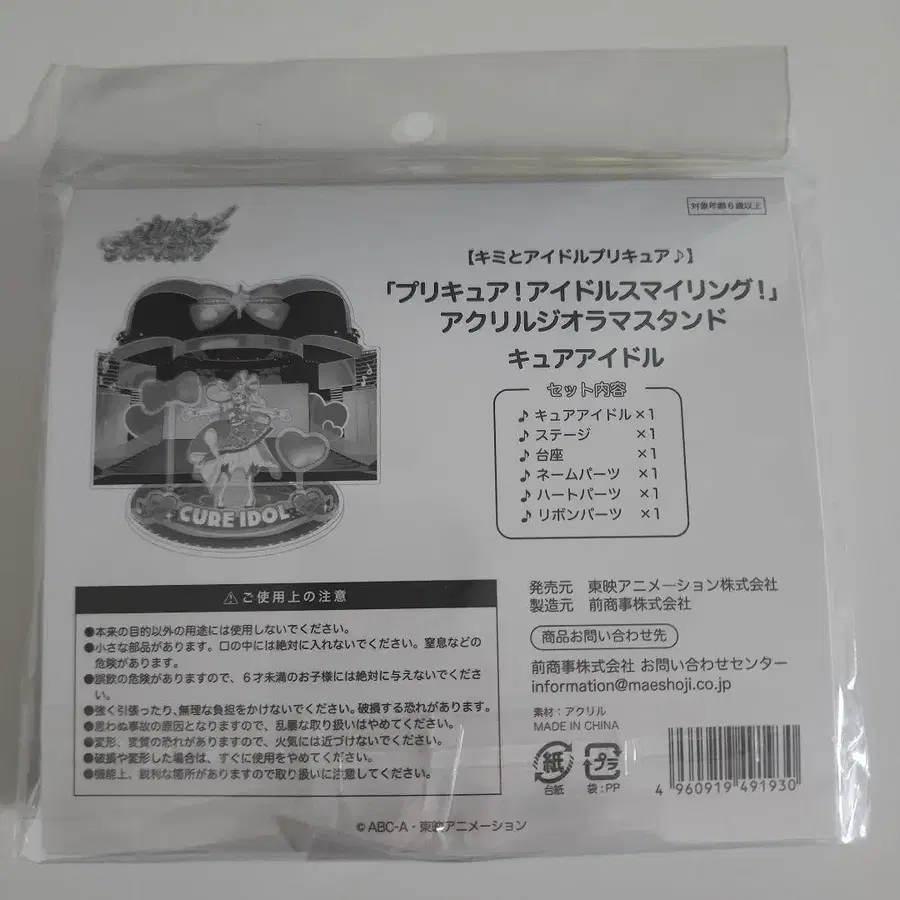 対象年齢6歳以上
【キミとアイドルプリキュア♪】
「プリキュア！アイドルスマイリング！」
アクリルジオラマスタンド
キュアアイドル
セット内容
♪キュアアイドル×1
♪ステージ ×1
♪台座 ×1
♪ネームパーツ ×1
♪ハートパーツ ×1
♪リボンパーツ ×1
CURE IDOL
⚠ご使用上の注意
●本来の目的以外の用途には使用しないでください。
●小さな部品があります。口の中には絶対に入れないでください。窒息などの
危険があります。
●誤飲の危険がありますので、6才未満のお子様には絶対に与えないでくださ
い。
●強く引張ったり、無理な負担をかけないでください。破損する恐れがあります。
●思わぬ事故の原因となりますので、乱暴な取り扱いはやめてください。
●変形、変質の恐れがありますので、火気には近づけないでください。
●破損や変形した場合は、すぐに使用をやめてください。
●機能上、鋭利な箇所がありますので取り扱いに注意してください。
発売元 東映アニメーション株式会社
製造元 前商事株式会社
商品お問い合わせ先
前商事株式会社 お問い合わせセンター
information@maeshoji.co.jp
素材：アクリル
MADE IN CHINA
紙
台紙
プラ
袋：PP
4 960919 491930
©ABC-A・東映アニメーション